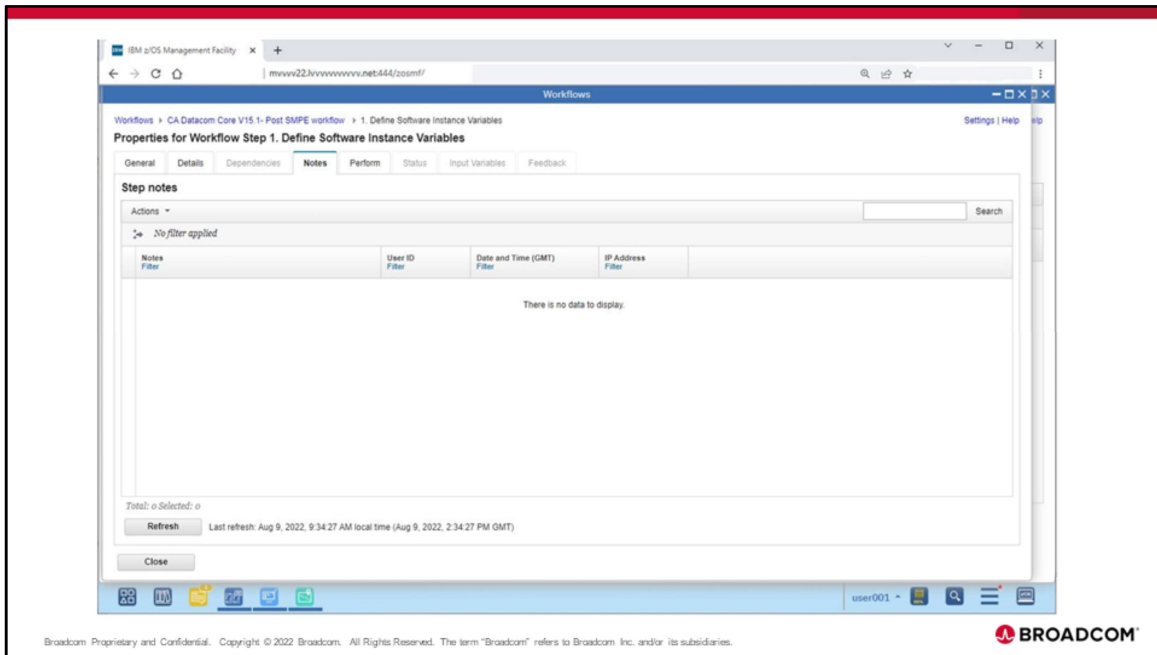 IBM z/OS Management Facility
mvvvv22.lvvvvvvvvvv.net:444/zosmf/
Workflows
Workflows › CA Datacom Core V15.1- Post SMPE workflow › 1. Define Software Instance Variables
Settings | Help
Properties for Workflow Step 1. Define Software Instance Variables
General Details Dependencies Notes Perform Status Input Variables Feedback
Step notes
Actions
Search
No filter applied
Notes User ID Date and Time (GMT) IP Address
Filter Filter Filter Filter
There is no data to display.
Total: 0 Selected: 0
Refresh Last refresh: Aug 9, 2022, 9:34:27 AM local time (Aug 9, 2022, 2:34:27 PM GMT)
Close
user001
Broadcom Proprietary and Confidential. Copyright © 2022 Broadcom. All Rights Reserved. The term "Broadcom" refers to Broadcom Inc. and/or its subsidiaries.
BROADCOM